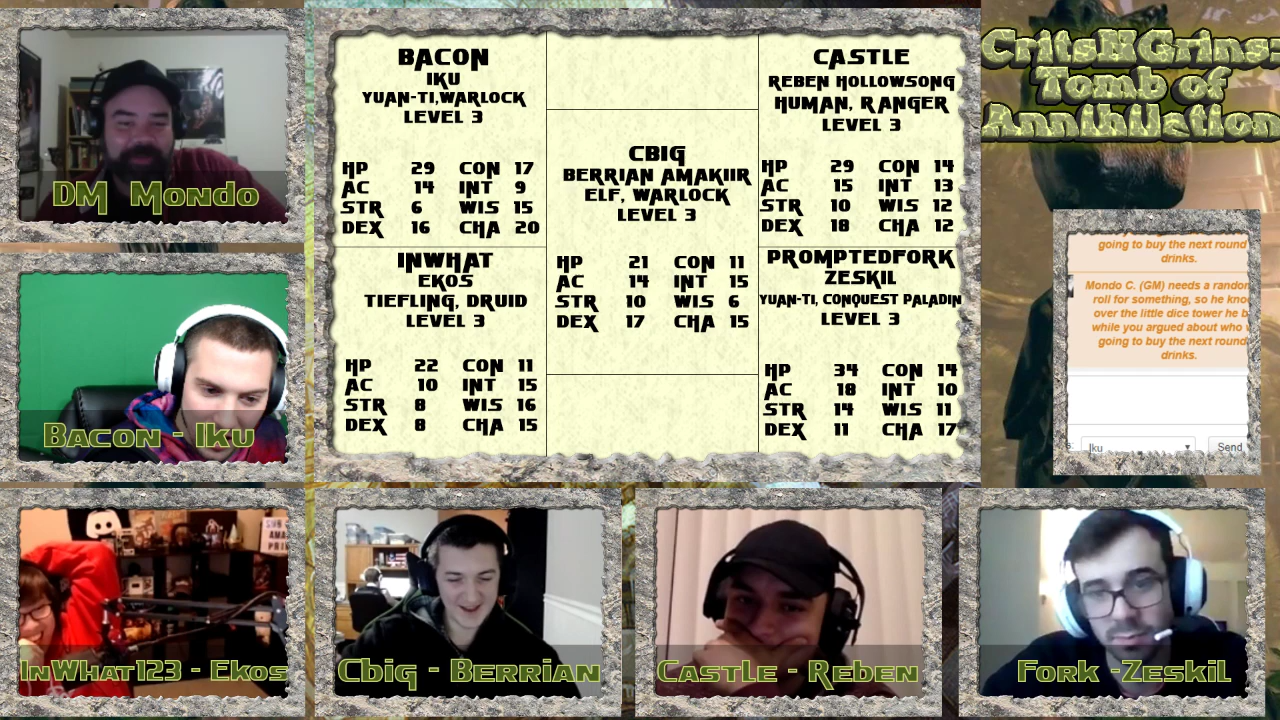 DM Mondo
Bacon - Iku
BACON
IKU
YUAN-TI,WARLOCK
LEVEL 3
HP 29 CON 17
AC 14 INT 9
STR 6 WIS 15
DEX 16 CHA 20
INWHAT
EKOS
TIEFLING, DRUID
LEVEL 3
HP 22 CON 11
AC 10 INT 15
STR 8 WIS 16
DEX 8 CHA 15
CBIG
BERRIAN AMAKIIR
ELF, WARLOCK
LEVEL 3
HP 21 CON 11
AC 14 INT 15
STR 10 WIS 6
DEX 17 CHA 15
CASTLE
REBEN HOLLOWSONG
HUMAN, RANGER
LEVEL 3
HP 29 CON 14
AC 15 INT 13
STR 10 WIS 12
DEX 18 CHA 12
PROMPTEDFORK
ZESKIL
YUAN-TI, CONQUEST PALADIN
LEVEL 3
HP 34 CON 14
AC 18 INT 10
STR 14 WIS 11
DEX 11 CHA 17
CritsNGrins:
Tomb of
Annihilation
going to buy the next round
drinks.
Mondo C. (GM) needs a random
roll for something, so he
over the little dice tower he
while you argued about who
going to buy the next round
drinks.
Iku Send
InWhat123 - Ekos
Cbig - Berrian
Castle - Reben
Fork -Zeskil